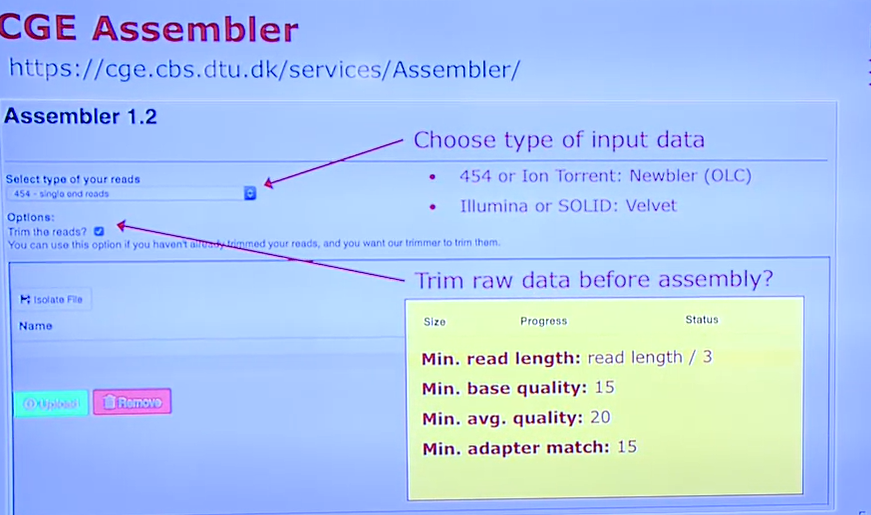 CGE Assembler
https://cge.cbs.dtu.dk/services/Assembler/
Assembler 1.2
Choose type of input data
Select type of your reads
454 - single end reads
• 454 or Ion Torrent: Newbler (OLC)
• Illumina or SOLiD: Velvet
Options:
Trim the reads?
You can use this option if you haven't already trimmed your reads, and you want our trimmer to trim them.
Trim raw data before assembly?
Isolate File
Name
Size Progress Status
Min. read length: read length / 3
Min. base quality: 15
Min. avg. quality: 20
Min. adapter match: 15
Upload Remove